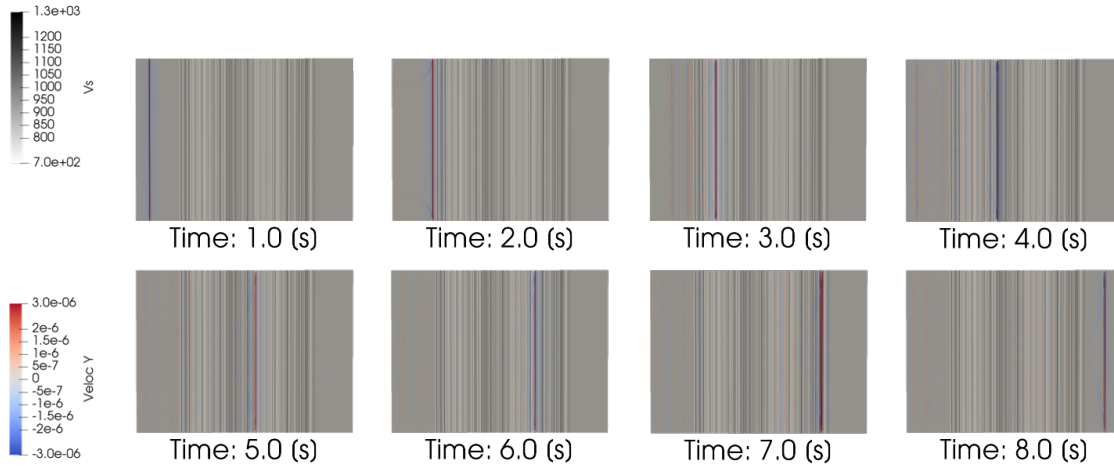 1.3e+03
1200
1150
1100
1050
1000
950
900
850
800
7.0e+02
Vs
Time: 1.0 (s)
Time: 2.0 (s)
Time: 3.0 (s)
Time: 4.0 (s)
3.0e-06
2e-6
1.5e-6
1e-6
5e-7
0
-5e-7
-1e-6
-1.5e-6
-2e-6
-3.0e-06
Veloc Y
Time: 5.0 (s)
Time: 6.0 (s)
Time: 7.0 (s)
Time: 8.0 (s)